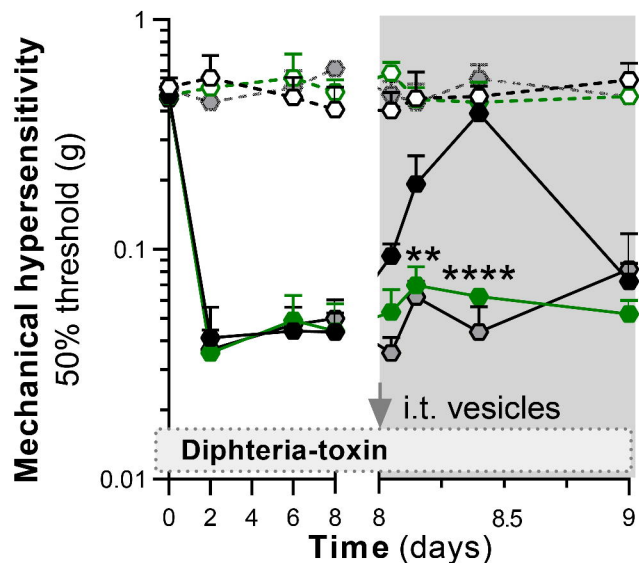 Mechanical hypersensitivity
50% threshold (g)
1
0.1
0.01
**
****
i.t. vesicles
Diphteria-toxin
0 2 6 8 8 8.5 9
Time (days)